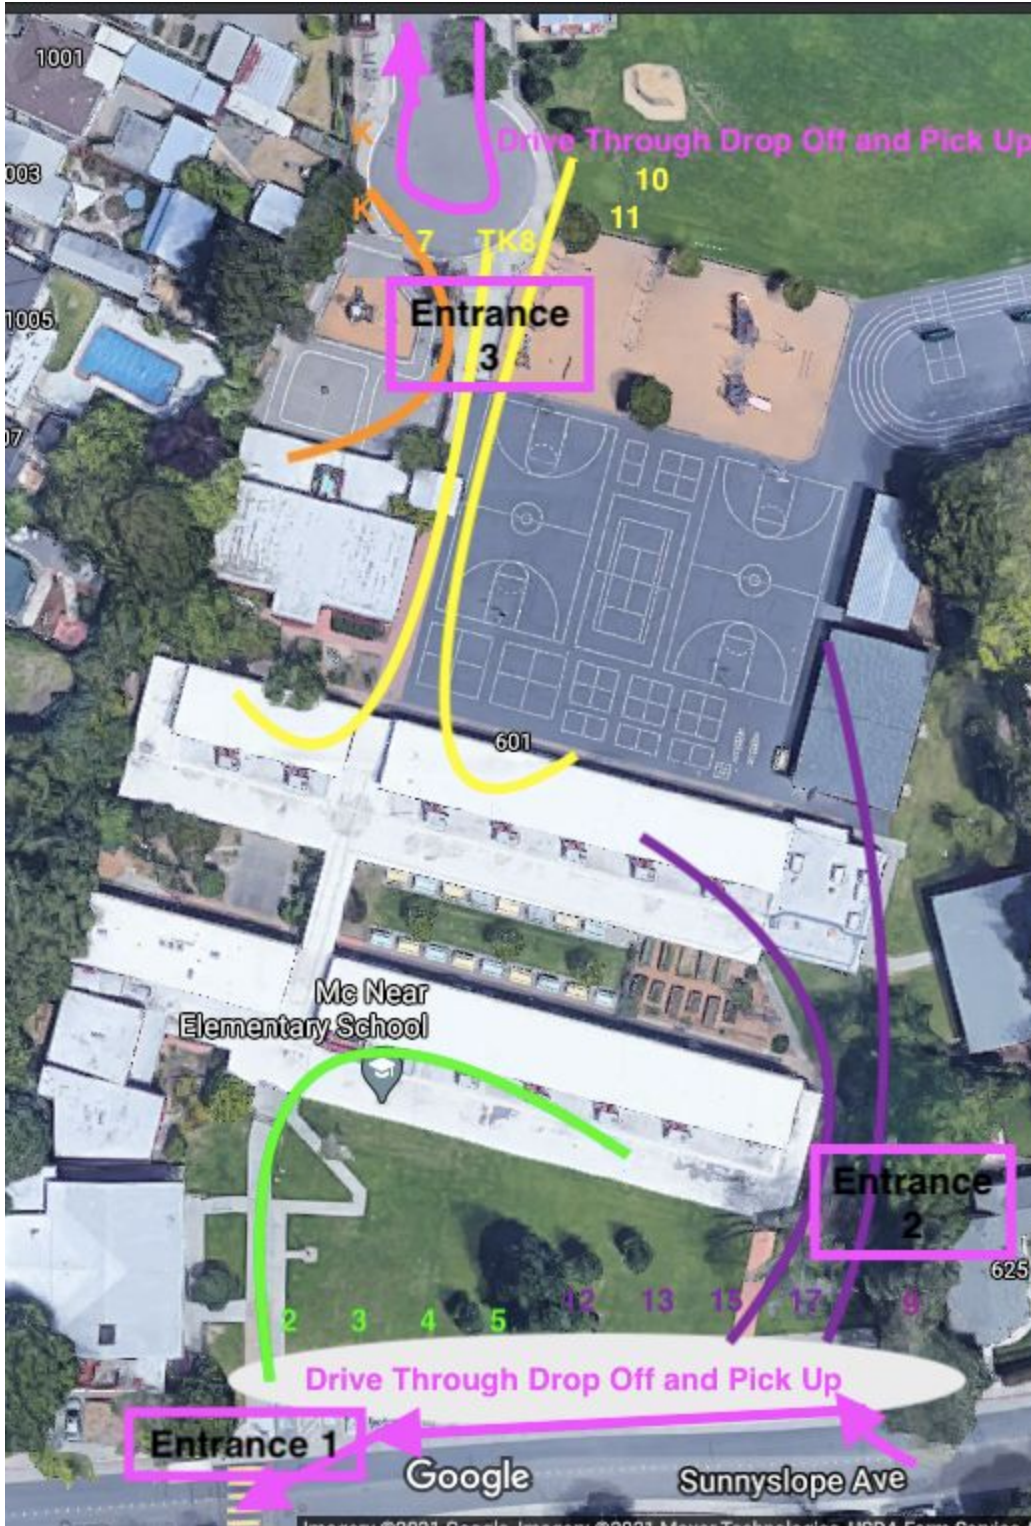 1001
K
Drive Through Drop Off and Pick Up
003
10
K
11
7
TK8
Entrance
3
1005
07
601
Mc Near
Elementary School
Entrance
2
625
2
3
4
5
12
13
15
17
9
Drive Through Drop Off and Pick Up
Entrance 1
Google
Sunnyslope Ave